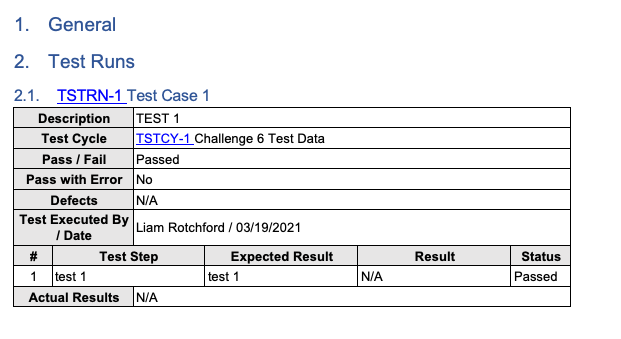 1. General
2. Test Runs
2.1. TSTRN-1 Test Case 1
Description TEST 1
Test Cycle TSTCY-1 Challenge 6 Test Data
Pass / Fail Passed
Pass with Error No
Defects N/A
Test Executed By / Date Liam Rotchford / 03/19/2021
# Test Step Expected Result Result Status
1 test 1 test 1 N/A Passed
Actual Results N/A